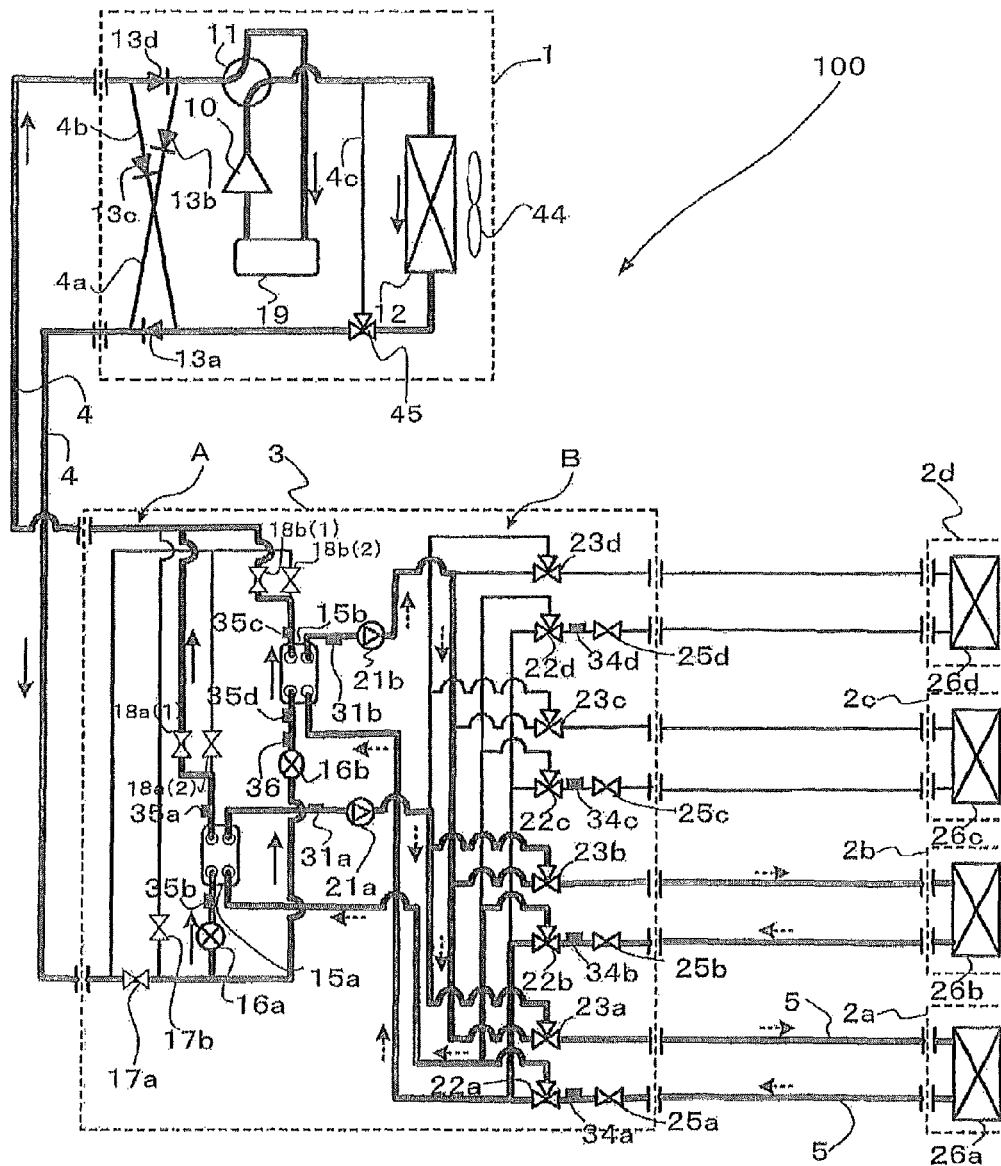 13d
11
1
100
10
4b
4c
13c
13b
44
4a
19
12
13a
45
4
4
A
3
B
2d
18b(1)
18b(2)
23d
35c
15b
21b
31b
22d
34d
25d
26d
2c
35d
23c
18a(1)
36
16b
18a(2)
35a
22c
34c
25c
26c
31a
21a
23b
2b
35b
22b
34b
25b
26b
15a
16a
17b
17a
23a
5
2a
22a
34a
25a
5
26a